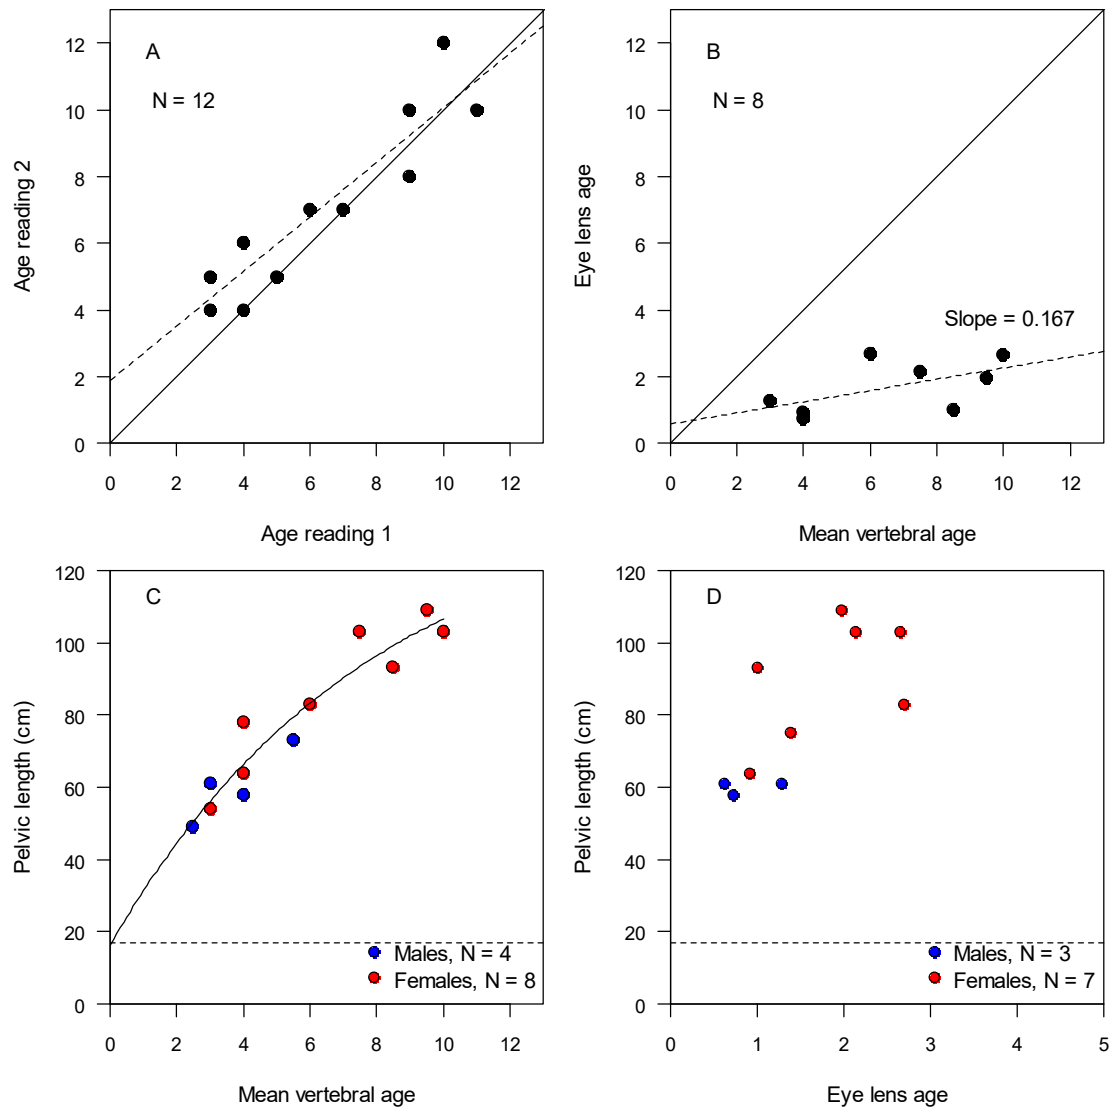 A
N = 12
Age reading 2
12
10
8
6
4
2
0
0 2 4 6 8 10 12
Age reading 1
B
N = 8
Eye lens age
12
10
8
6
4
2
0
Slope = 0.167
0 2 4 6 8 10 12
Mean vertebral age
C
Pelvic length (cm)
120
100
80
60
40
20
0
Males, N = 4
Females, N = 8
0 2 4 6 8 10 12
Mean vertebral age
D
Pelvic length (cm)
120
100
80
60
40
20
0
Males, N = 3
Females, N = 7
0 1 2 3 4 5
Eye lens age